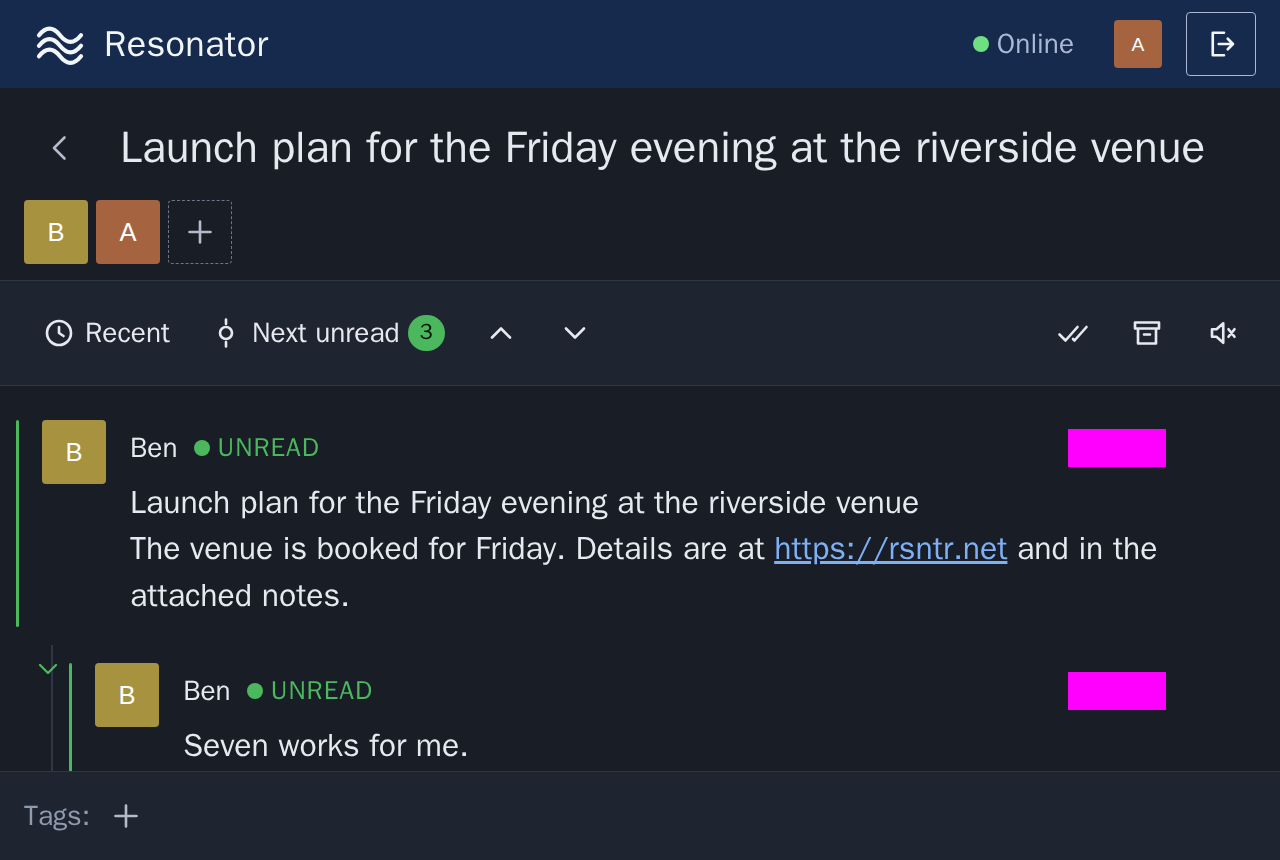 Resonator
Online
A
Launch plan for the Friday evening at the riverside venue
B
A
Recent
Next unread 3
B
Ben
UNREAD
Launch plan for the Friday evening at the riverside venue
The venue is booked for Friday. Details are at https://rsntr.net and in the
attached notes.
B
Ben
UNREAD
Seven works for me.
Tags: